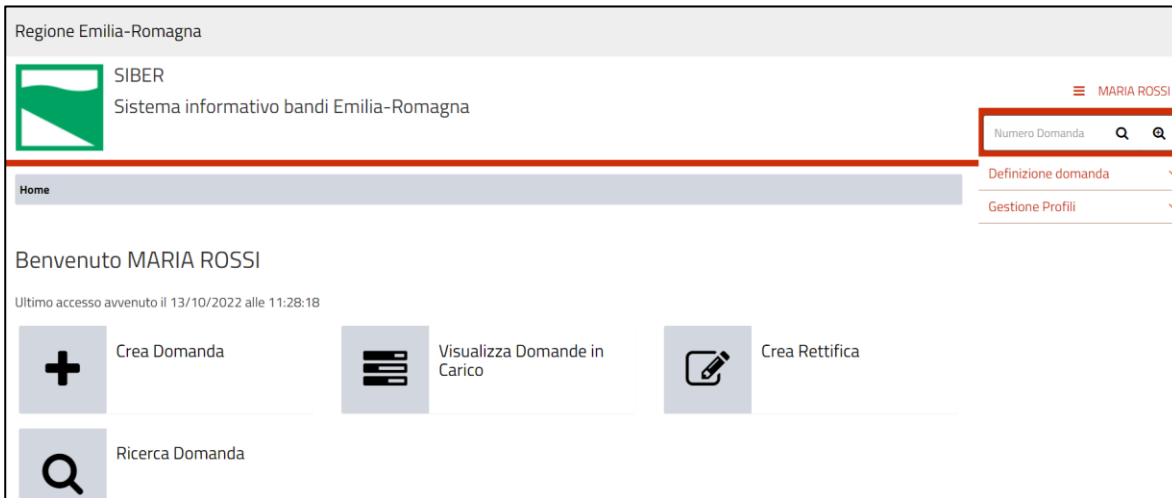 Regione Emilia-Romagna
SIBER
Sistema informativo bandi Emilia-Romagna
MARIA ROSSI
Numero Domanda
Definizione domanda
Gestione Profili
Home
Benvenuto MARIA ROSSI
Ultimo accesso avvenuto il 13/10/2022 alle 11:28:18
Crea Domanda
Visualizza Domande in
Carico
Crea Rettifica
Ricerca Domanda